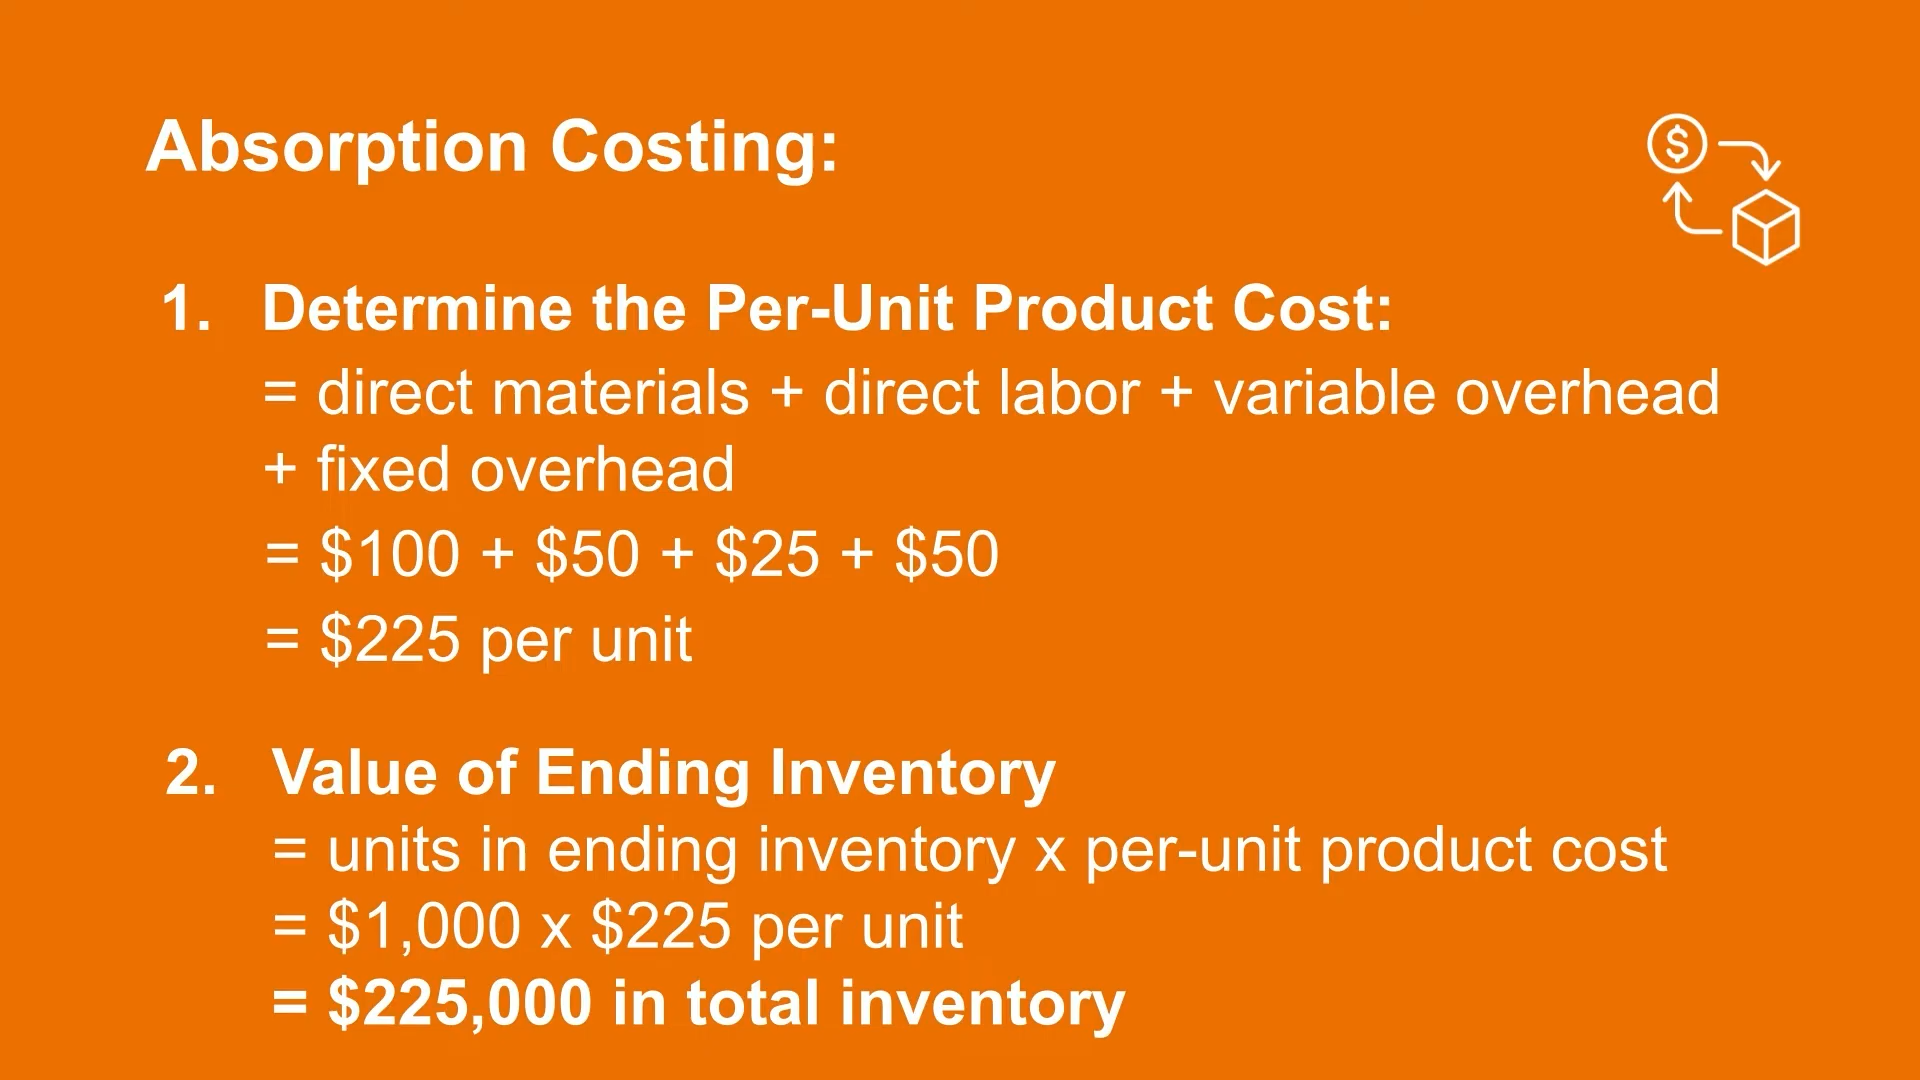 Absorption Costing:
$
1. Determine the Per-Unit Product Cost:
= direct materials + direct labor + variable overhead
+ fixed overhead
= $100 + $50 + $25 + $50
= $225 per unit
2. Value of Ending Inventory
= units in ending inventory x per-unit product cost
= $1,000 x $225 per unit
= $225,000 in total inventory